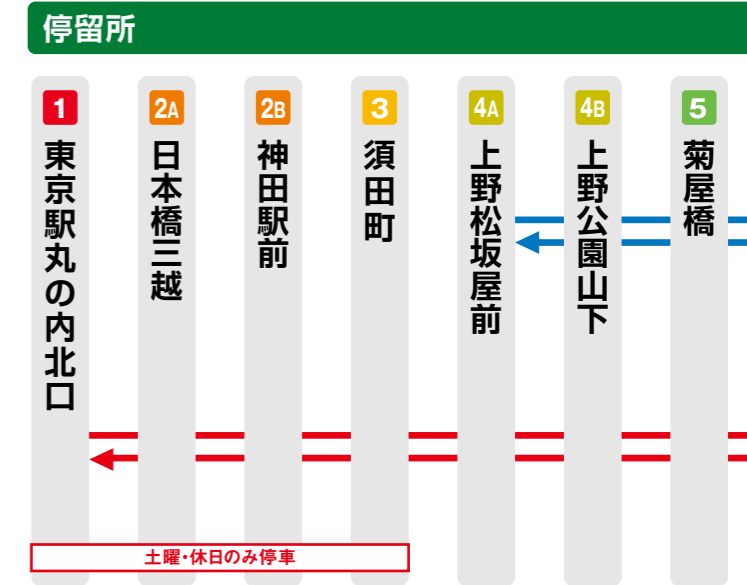 停留所
1
東京駅丸の内北口
2A
日本橋三越
2B
神田駅前
3
須田町
4A
上野松坂屋前
4B
上野公園山下
5
菊屋橋
土曜・休日のみ停車